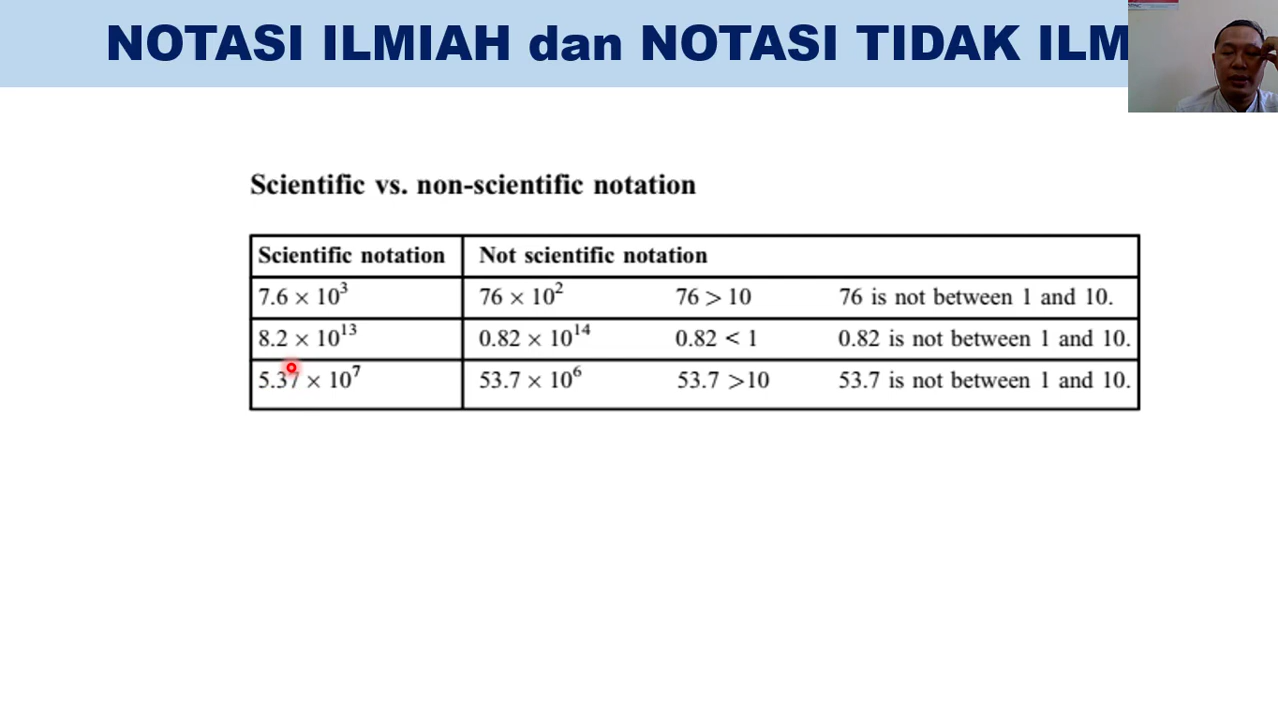 NOTASI ILMIAH dan NOTASI TIDAK ILM
Scientific vs. non-scientific notation
Scientific notation Not scientific notation
7.6 × 10³ 76 × 10² 76 > 10 76 is not between 1 and 10.
8.2 × 10¹³ 0.82 × 10¹⁴ 0.82 < 1 0.82 is not between 1 and 10.
5.37 × 10⁷ 53.7 × 10⁶ 53.7 >10 53.7 is not between 1 and 10.